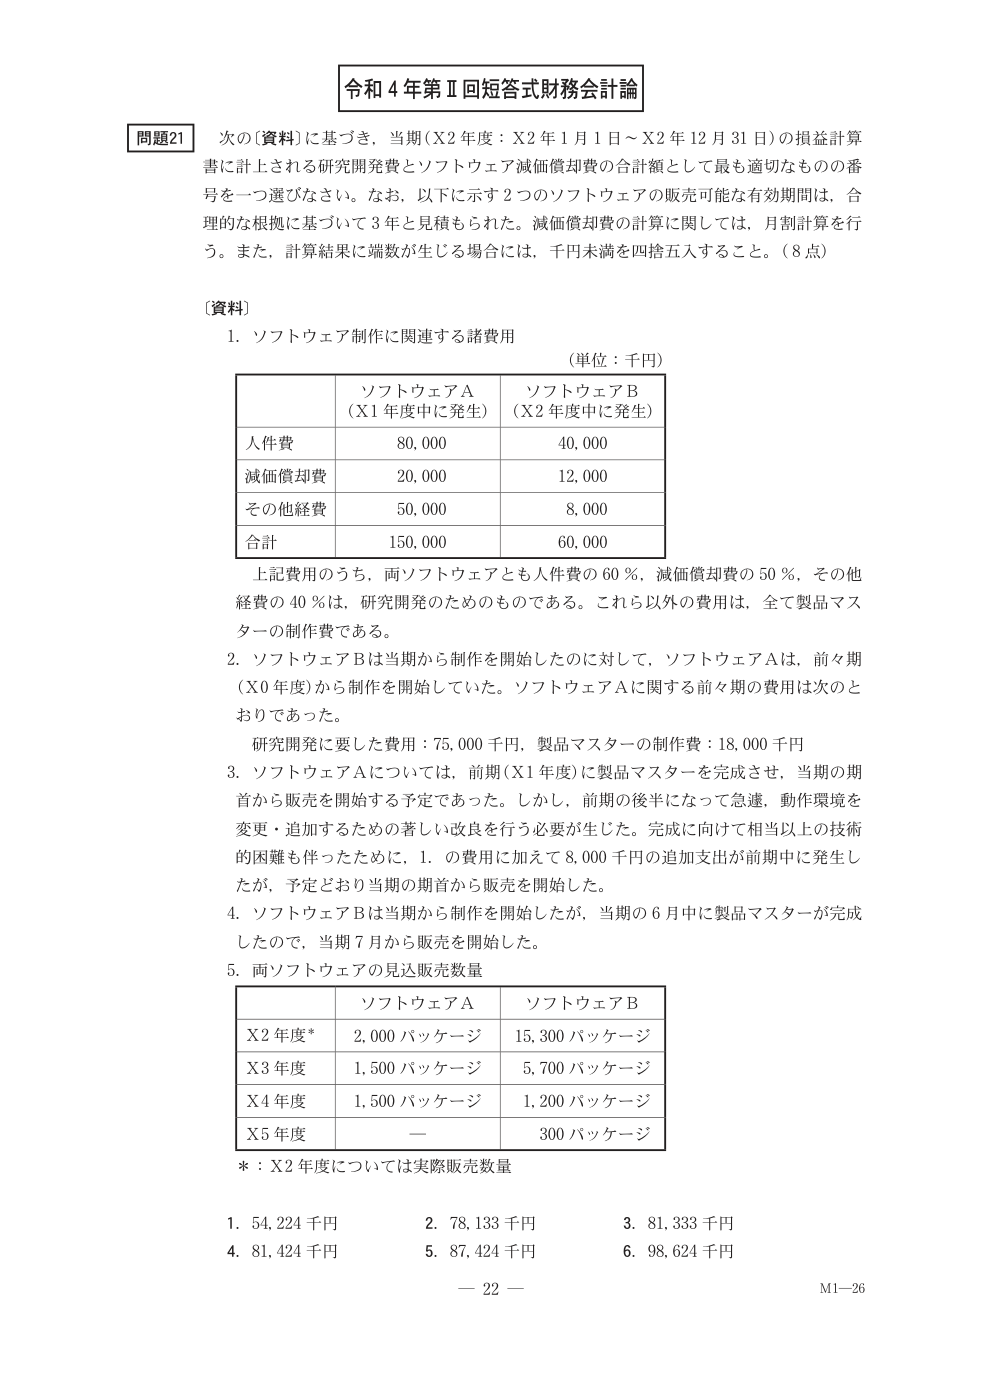 令和4年第Ⅱ回短答式財務会計論
問題21　次の〔資料〕に基づき，当期(X2年度：X2年1月1日～X2年12月31日)の損益計算
書に計上される研究開発費とソフトウェア減価償却費の合計額として最も適切なものの番
号を一つ選びなさい。なお，以下に示す2つのソフトウェアの販売可能な有効期間は，合
理的な根拠に基づいて3年と見積もられた。減価償却費の計算に関しては，月割計算を行
う。また，計算結果に端数が生じる場合には，千円未満を四捨五入すること。（8点）
〔資料〕
1．ソフトウェア制作に関連する諸費用
（単位：千円）
ソフトウェアA　ソフトウェアB
（X1年度中に発生）　（X2年度中に発生）
人件費　80,000　40,000
減価償却費　20,000　12,000
その他経費　50,000　8,000
合計　150,000　60,000
上記費用のうち，両ソフトウェアとも人件費の60％，減価償却費の50％，その他
経費の40％は，研究開発のためのものである。これら以外の費用は，全て製品マス
ターの制作費である。
2．ソフトウェアBは当期から制作を開始したのに対して，ソフトウェアAは，前々期
（X0年度）から制作を開始していた。ソフトウェアAに関する前々期の費用は次のと
おりであった。
研究開発に要した費用：75,000千円，製品マスターの制作費：18,000千円
3．ソフトウェアAについては，前期(X1年度)に製品マスターを完成させ，当期の期
首から販売を開始する予定であった。しかし，前期の後半になって急遽，動作環境を
変更・追加するための著しい改良を行う必要が生じた。完成に向けて相当以上の技術
的困難も伴ったために，1．の費用に加えて8,000千円の追加支出が前期中に発生し
たが，予定どおり当期の期首から販売を開始した。
4．ソフトウェアBは当期から制作を開始したが，当期の6月中に製品マスターが完成
したので，当期7月から販売を開始した。
5．両ソフトウェアの見込販売数量
ソフトウェアA　ソフトウェアB
X2年度*　2,000パッケージ　15,300パッケージ
X3年度　1,500パッケージ　5,700パッケージ
X4年度　1,500パッケージ　1,200パッケージ
X5年度　—　300パッケージ
＊：X2年度については実際販売数量
1．54,224千円　2．78,133千円　3．81,333千円
4．81,424千円　5．87,424千円　6．98,624千円
— 22 —　M1—26